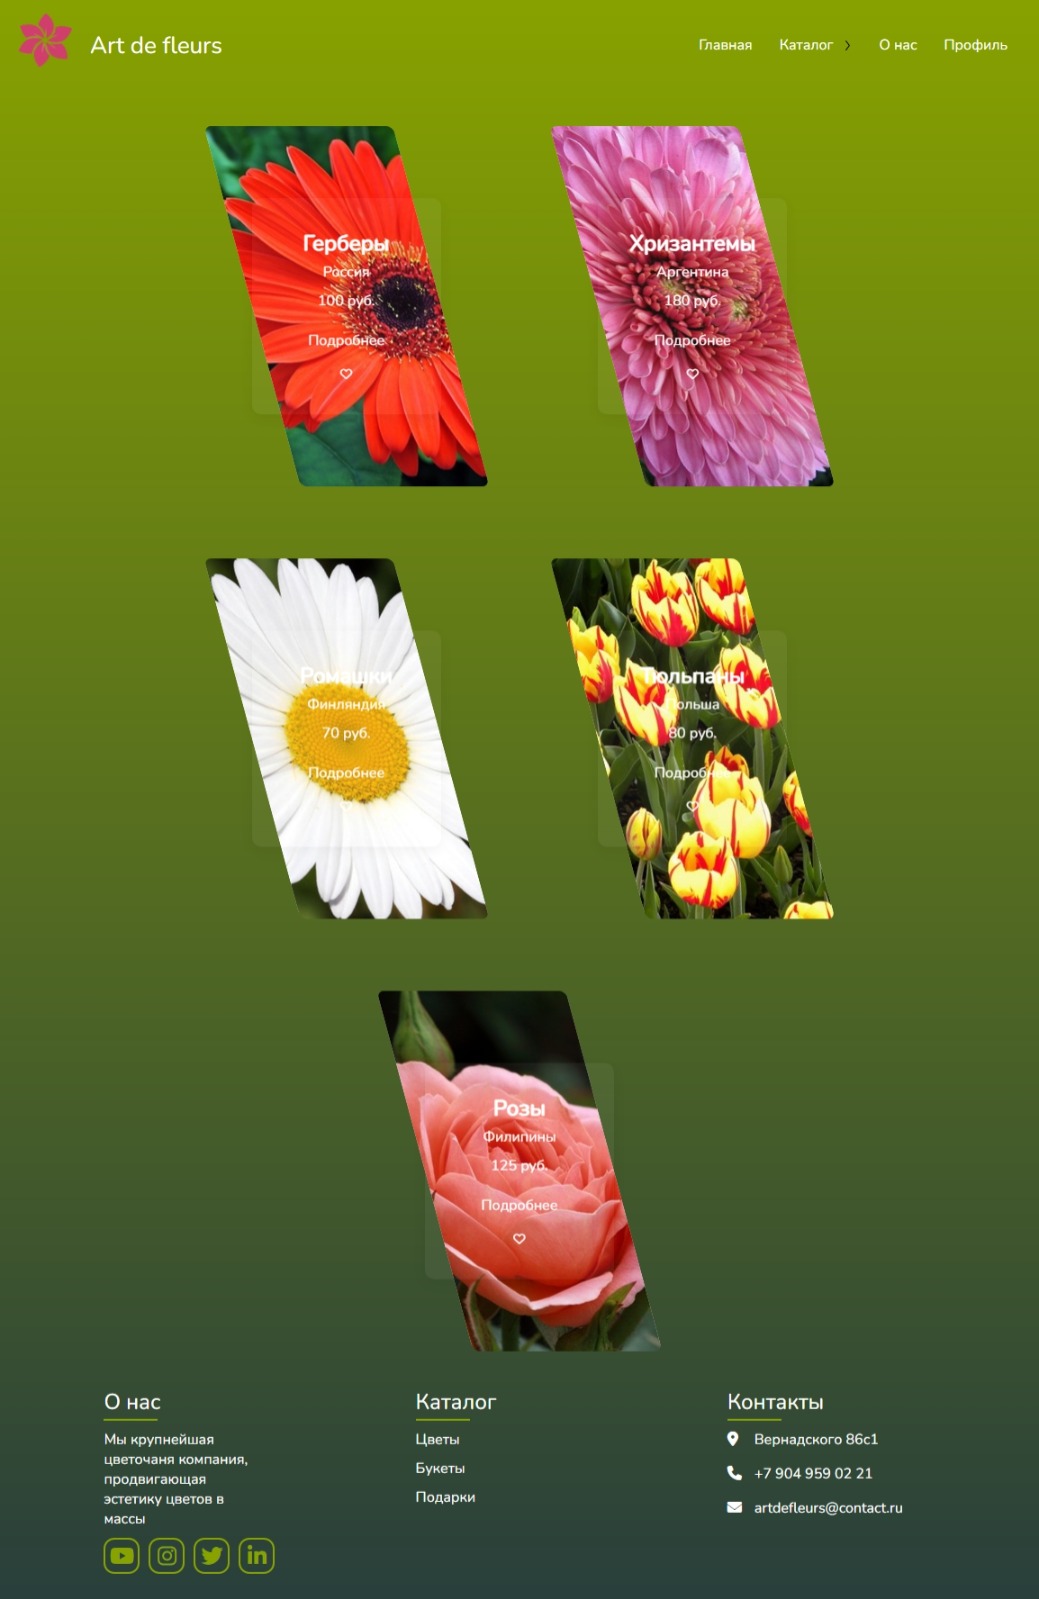 Art de fleurs
Главная Каталог О нас Профиль
Герберы
Россия
100 руб.
Подробнее
Хризантемы
Аргентина
180 руб.
Подробнее
Ромашки
Финляндия
70 руб.
Подробнее
Тюльпаны
Польша
80 руб.
Подробнее
Розы
Филипины
125 руб.
Подробнее
О нас
Мы крупнейшая
цветочаня компания,
продвигающая
эстетику цветов в
массы
Каталог
Цветы
Букеты
Подарки
Контакты
Вернадского 86с1
+7 904 959 02 21
artdefleurs@contact.ru